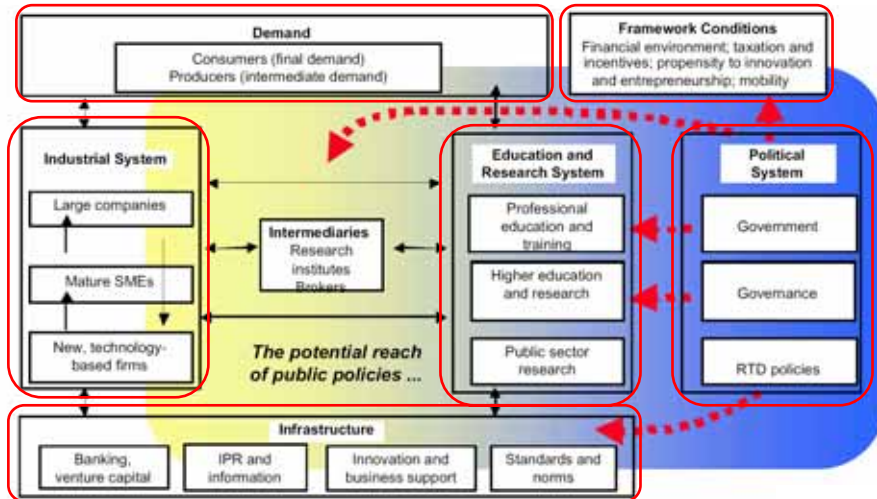 Demand
Consumers (final demand)
Producers (intermediate demand)
Framework Conditions
Financial environment; taxation and
incentives; propensity to innovation
and entrepreneurship; mobility
Industrial System
Large companies
Mature SMEs
New, technology-
based firms
Intermediaries
Research
institutes
Brokers
The potential reach
of public policies ...
Education and
Research System
Professional
education and
training
Higher education
and research
Public sector
research
Political
System
Government
Governance
RTD policies
Infrastructure
Banking,
venture capital
IPR and
information
Innovation and
business support
Standards and
norms